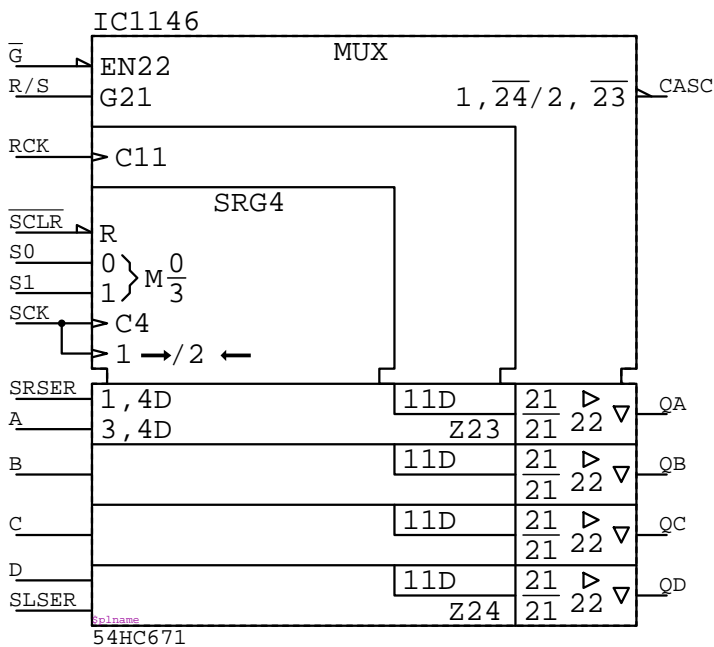 IC1146
MUX
G
EN22
R/S
G21
1,24/2, 23
CASC
RCK
C11
SRG4
SCLR
R
S0
0
0
M
S1
1
3
SCK
C4
1 →/2 ←
SRSER
1,4D
11D
21
QA
A
3,4D
Z23
21
22
B
11D
21
QB
21
22
C
11D
21
QC
21
22
D
11D
21
QD
SLSER
Z24
21
22
$plname
54HC671